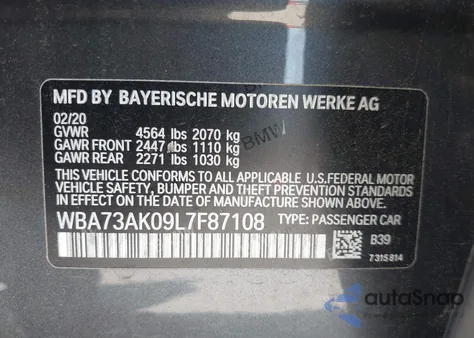 MFD BY BAYERISCHE MOTOREN WERKE AG
02/20
GVWR 4564 lbs 2070 kg
GAWR FRONT 2447 lbs 1110 kg
GAWR REAR 2271 lbs 1030 kg
BMW
THIS VEHICLE CONFORMS TO ALL APPLICABLE U.S. FEDERAL MOTOR
VEHICLE SAFETY, BUMPER, AND THEFT PREVENTION STANDARDS IN
EFFECT ON THE DATE OF MANUFACTURE SHOWN ABOVE.
WBA73AK09L7F87108 TYPE: PASSENGER CAR
B39
7315814
autoSnap